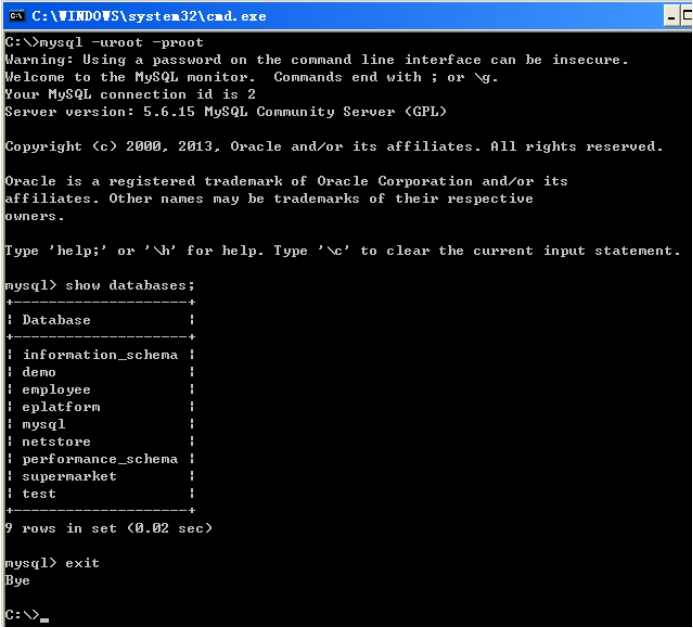 C:\WINDOWS\system32\cmd.exe
C:\>mysql -uroot -proot
Warning: Using a password on the command line interface can be insecure.
Welcome to the MySQL monitor.  Commands end with ; or \g.
Your MySQL connection id is 2
Server version: 5.6.15 MySQL Community Server (GPL)
Copyright (c) 2000, 2013, Oracle and/or its affiliates. All rights reserved.
Oracle is a registered trademark of Oracle Corporation and/or its
affiliates. Other names may be trademarks of their respective
owners.
Type 'help;' or '\h' for help. Type '\c' to clear the current input statement.
mysql> show databases;
+--------------------+
| Database           |
+--------------------+
| information_schema |
| demo               |
| employee           |
| eplatform          |
| mysql              |
| netstore           |
| performance_schema |
| supermarket        |
| test               |
+--------------------+
9 rows in set (0.02 sec)
mysql> exit
Bye
C:\>_